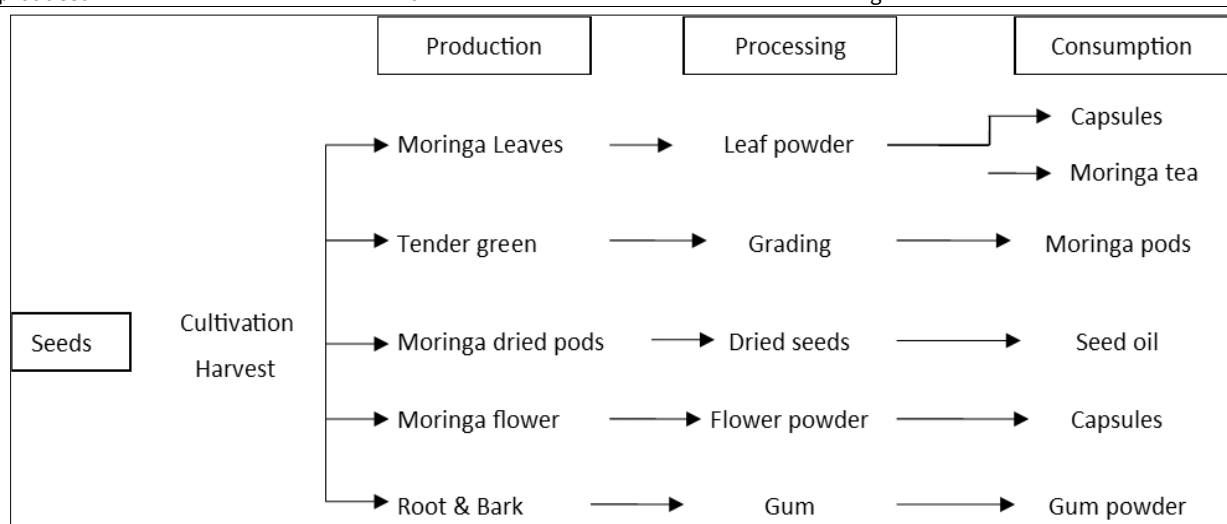 Production Processing Consumption
Capsules
Moringa Leaves Leaf powder
Moringa tea
Tender green Grading Moringa pods
Cultivation
Seeds Moringa dried pods Dried seeds Seed oil
Harvest
Moringa flower Flower powder Capsules
Root & Bark Gum Gum powder